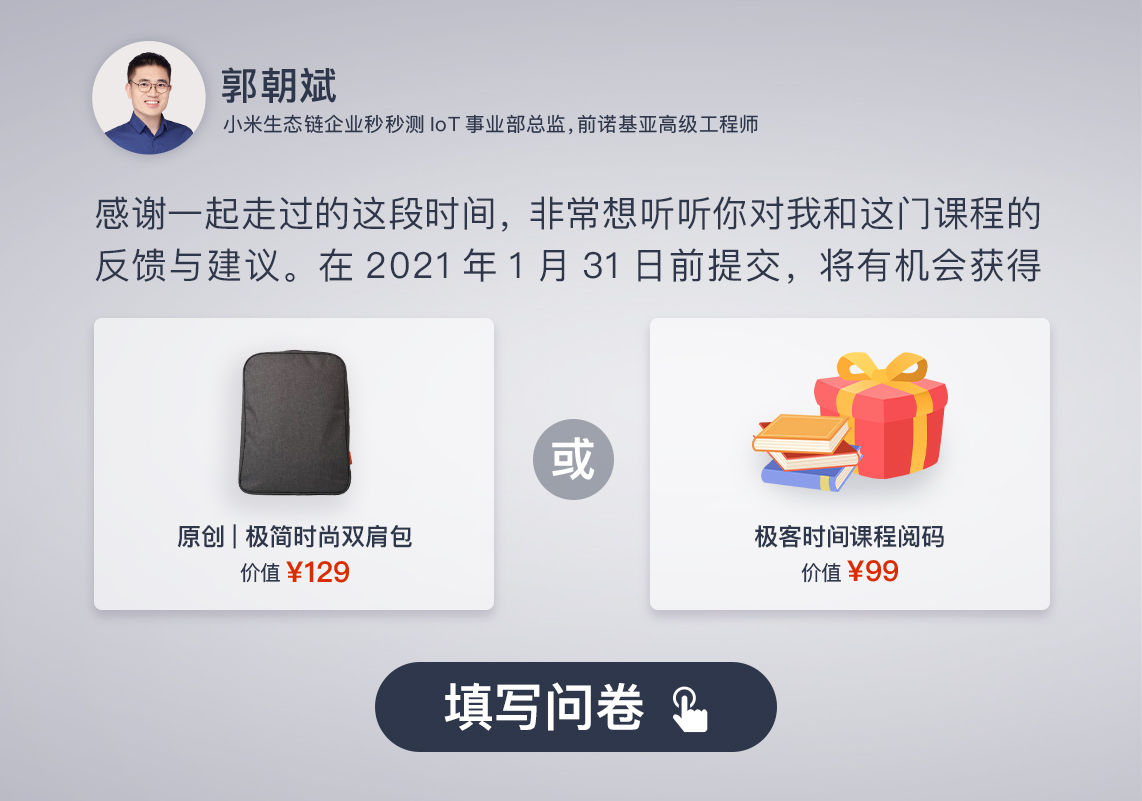 郭朝斌
小米生态链企业秒秒测 IoT 事业部总监，前诺基亚高级工程师
感谢一起走过的这段时间，非常想听听你对我和这门课程的
反馈与建议。在 2021 年 1 月 31 日前提交，将有机会获得
或
原创 | 极简时尚双肩包
价值 ¥129
极客时间课程阅码
价值 ¥99
填写问卷